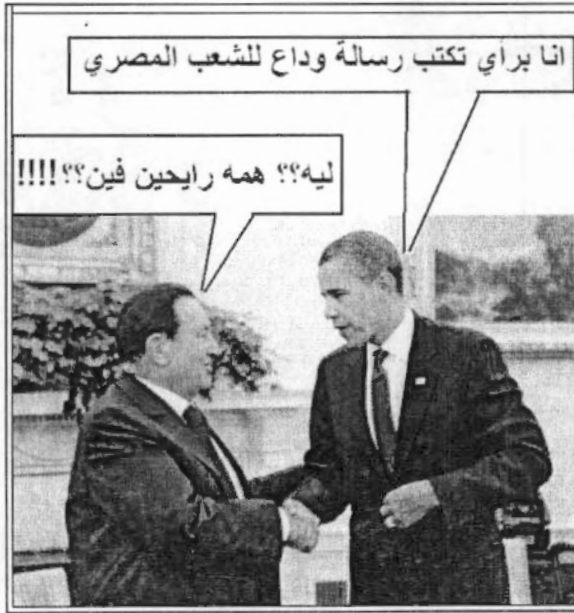 انا برأي تكتب رسالة وداع للشعب المصري
ليه؟؟ همه رايحين فين؟؟!!!!